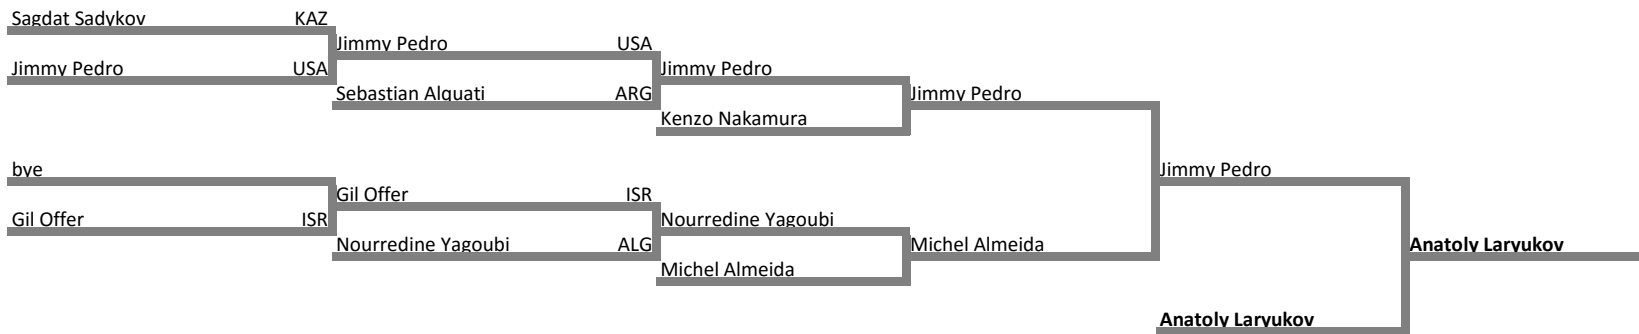 Sagdat Sadykov KAZ
Jimmy Pedro USA
Jimmy Pedro
Jimmy Pedro USA
Sebastian Alquati ARG
Jimmy Pedro
Kenzo Nakamura
bye
Jimmy Pedro
Gil Offer ISR
Gil Offer ISR
Nourredine Yagoubi
Nourredine Yagoubi ALG
Michel Almeida
Anatoly Laryukov
Michel Almeida
Anatoly Laryukov